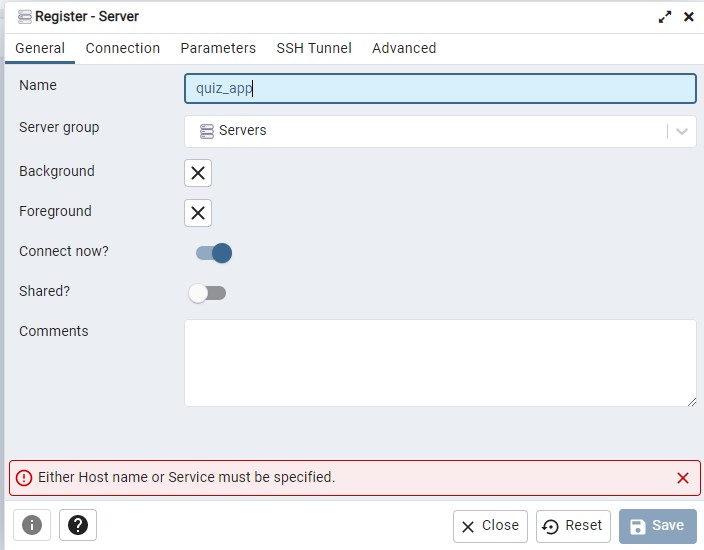 Register - Server
General Connection Parameters SSH Tunnel Advanced
Name quiz_app
Server group Servers
Background
Foreground
Connect now?
Shared?
Comments
Either Host name or Service must be specified.
Close Reset Save